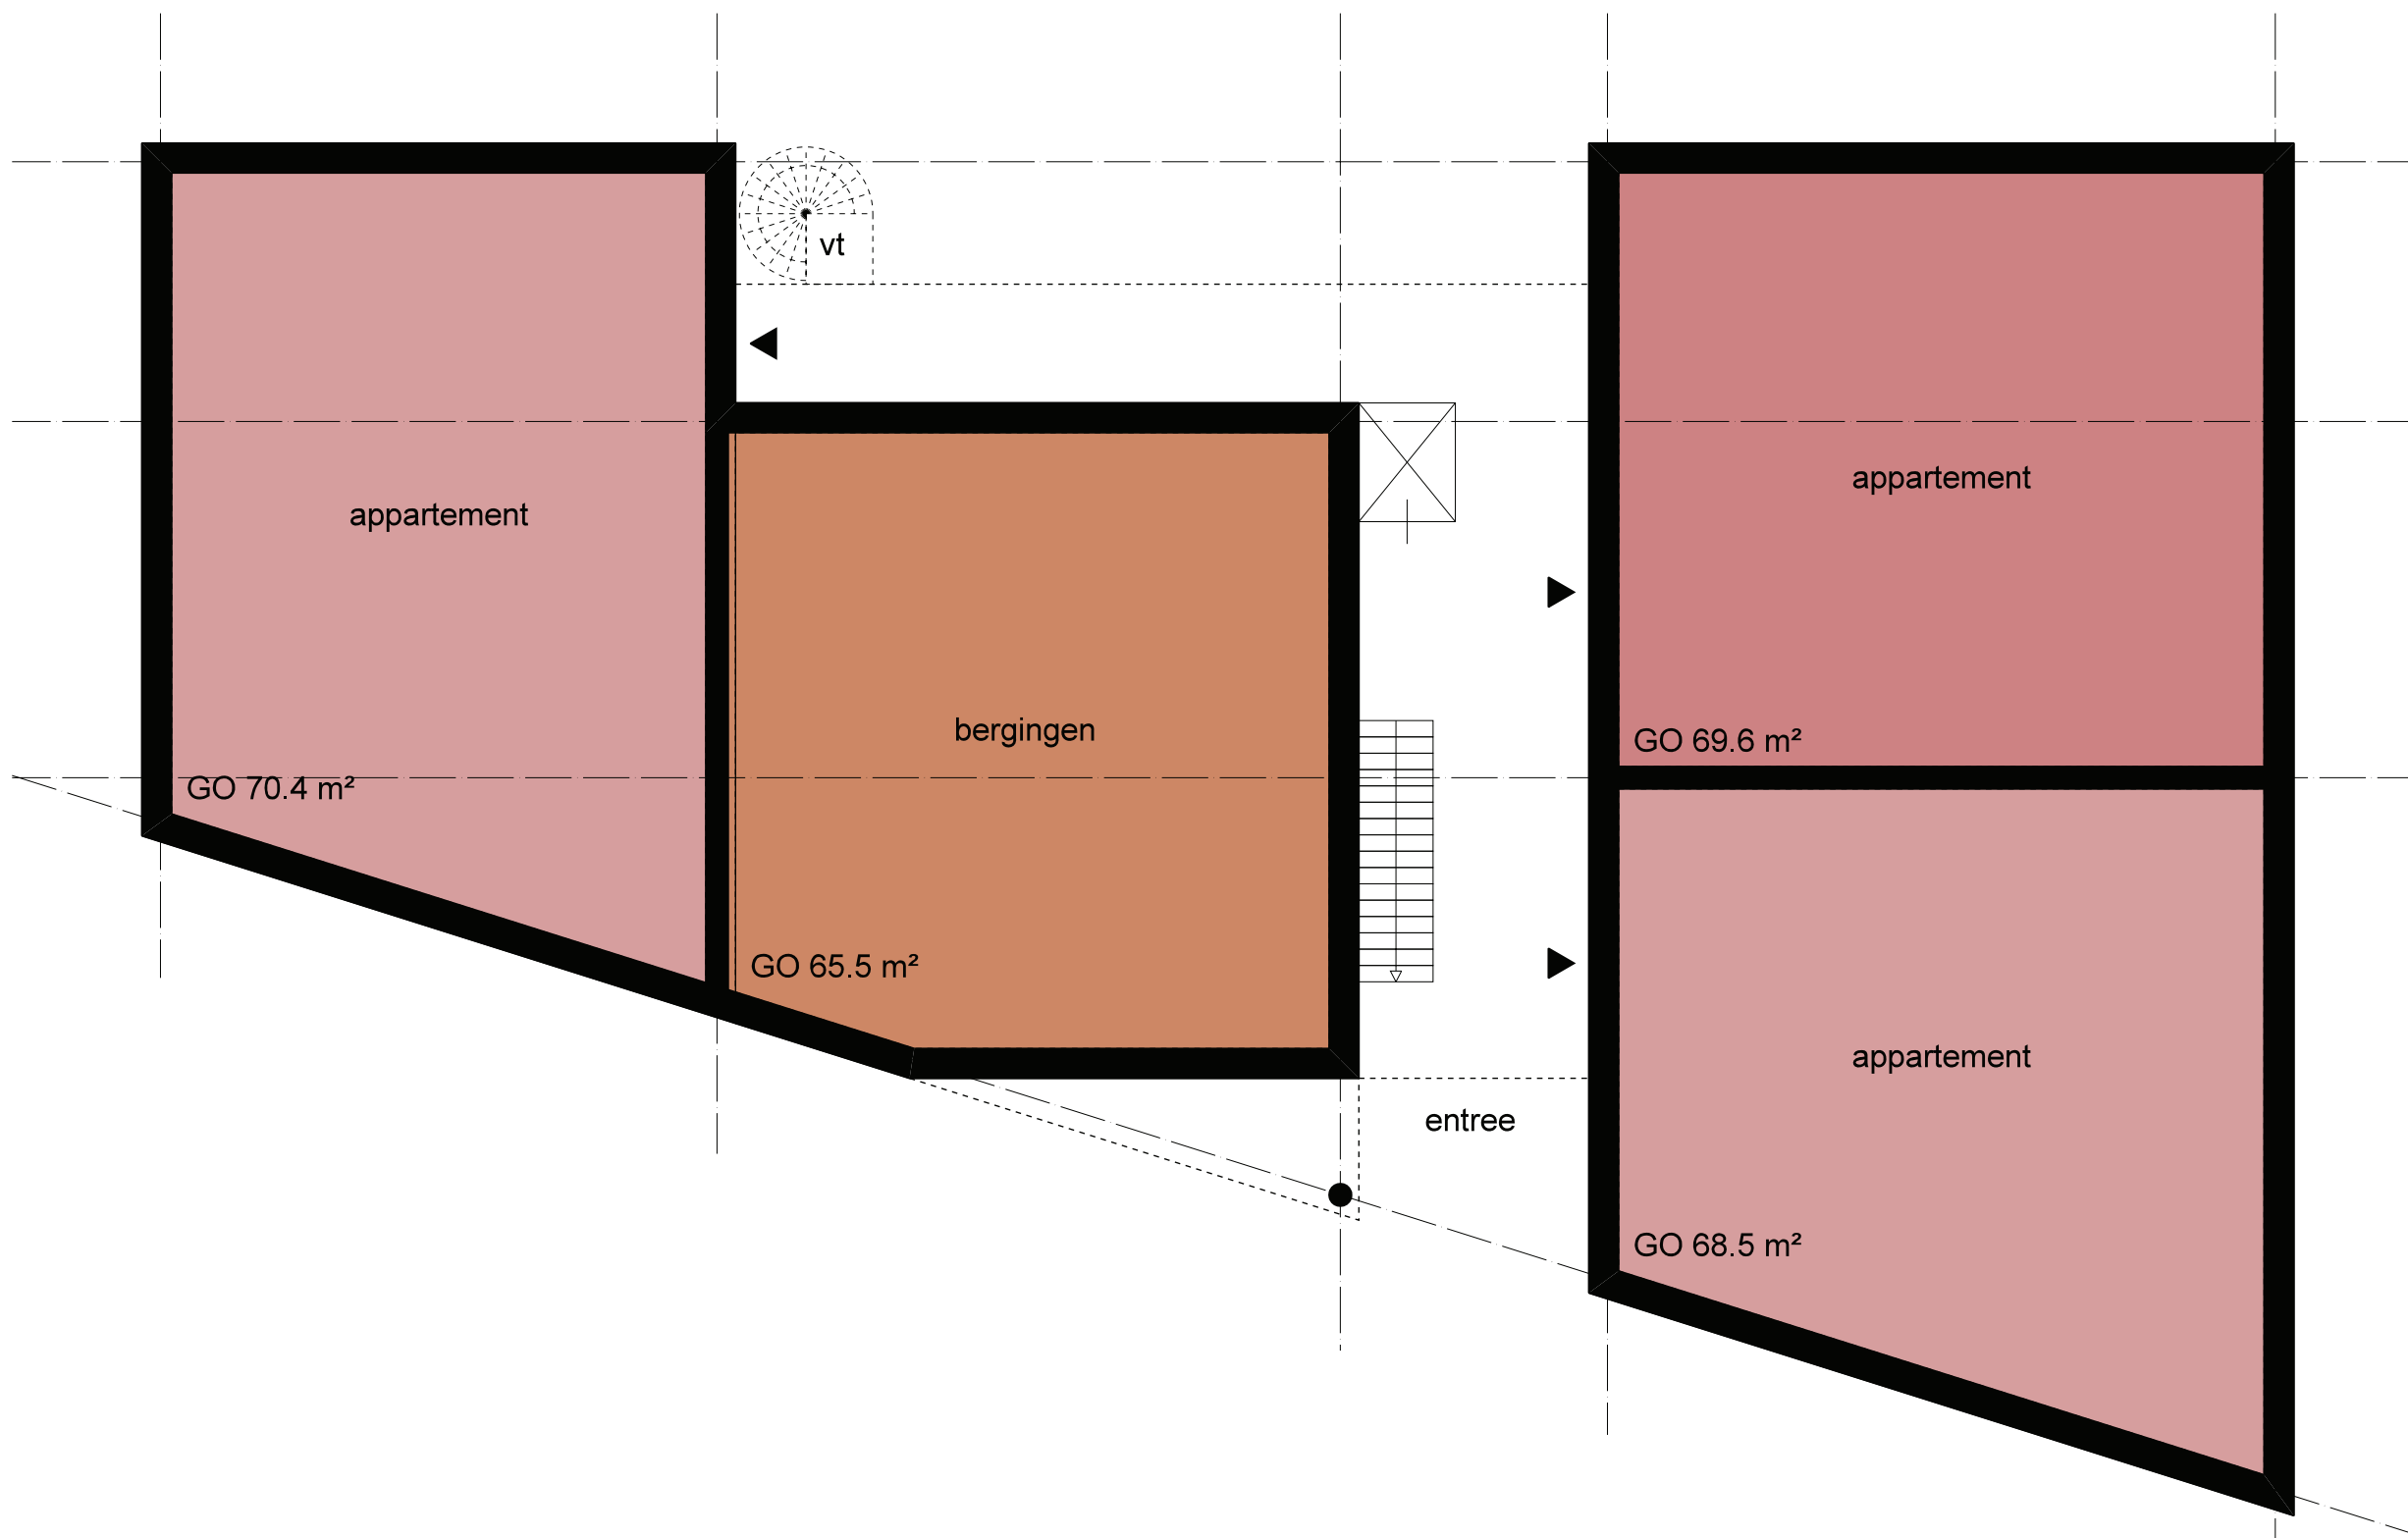 vt
appartement
appartement
bergingen
GO 69.6 m²
GO 70.4 m²
GO 65.5 m²
appartement
entree
GO 68.5 m²